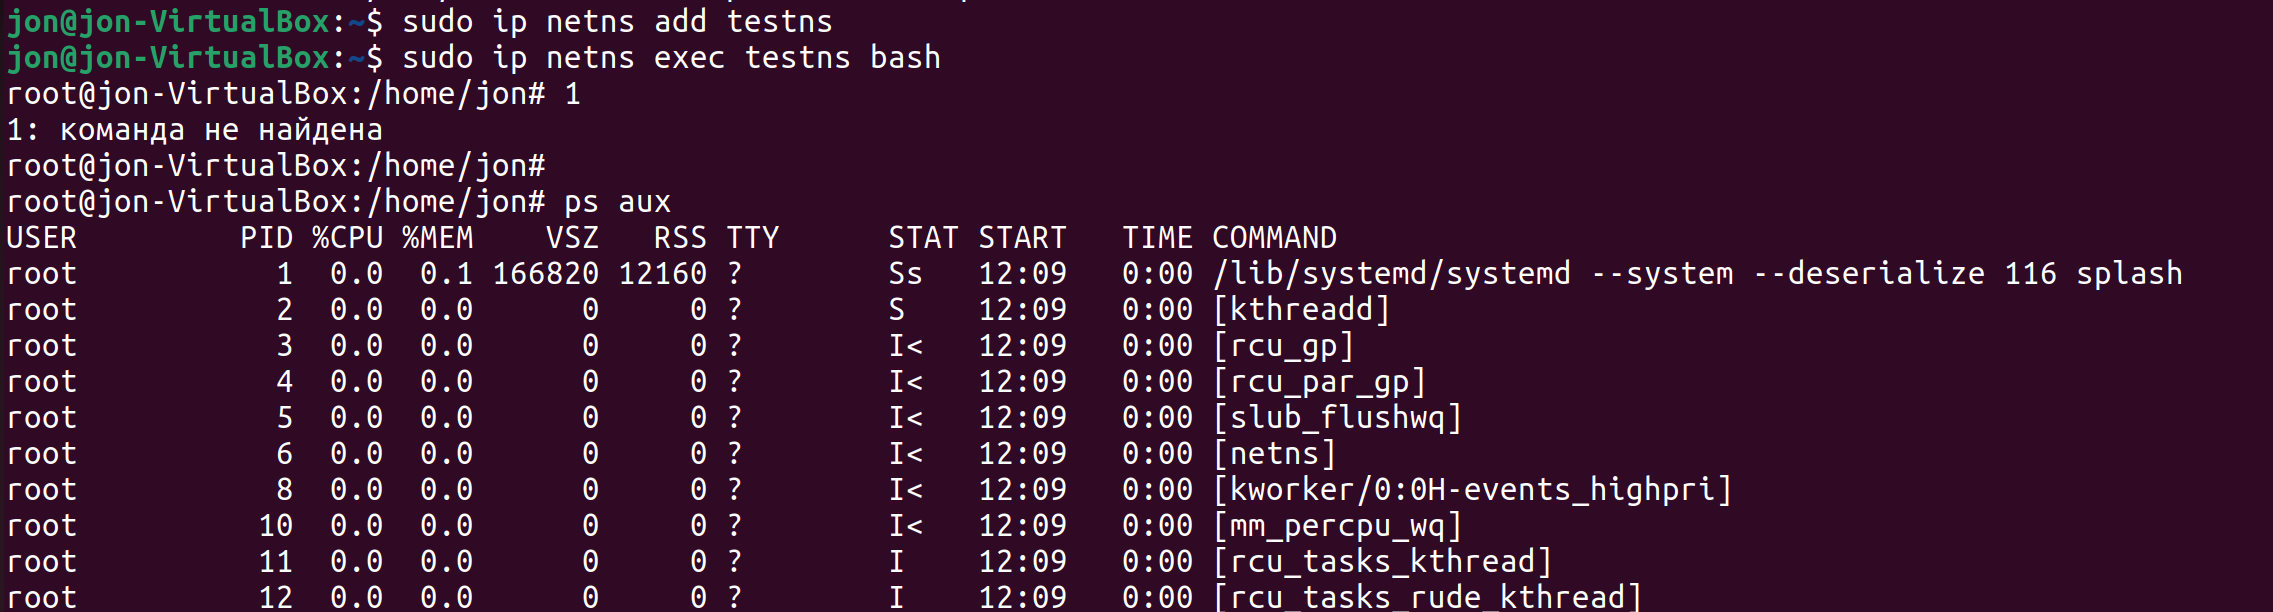 jon@jon-VirtualBox:~$ sudo ip netns add testns
jon@jon-VirtualBox:~$ sudo ip netns exec testns bash
root@jon-VirtualBox:/home/jon# 1
1: команда не найдена
root@jon-VirtualBox:/home/jon#
root@jon-VirtualBox:/home/jon# ps aux
USER         PID %CPU %MEM    VSZ   RSS TTY      STAT START   TIME COMMAND
root           1  0.0  0.1 166820 12160 ?        Ss   12:09   0:00 /lib/systemd/systemd --system --deserialize 116 splash
root           2  0.0  0.0      0     0 ?        S    12:09   0:00 [kthreadd]
root           3  0.0  0.0      0     0 ?        I<   12:09   0:00 [rcu_gp]
root           4  0.0  0.0      0     0 ?        I<   12:09   0:00 [rcu_par_gp]
root           5  0.0  0.0      0     0 ?        I<   12:09   0:00 [slub_flushwq]
root           6  0.0  0.0      0     0 ?        I<   12:09   0:00 [netns]
root           8  0.0  0.0      0     0 ?        I<   12:09   0:00 [kworker/0:0H-events_highpri]
root          10  0.0  0.0      0     0 ?        I<   12:09   0:00 [mm_percpu_wq]
root          11  0.0  0.0      0     0 ?        I    12:09   0:00 [rcu_tasks_kthread]
root          12  0.0  0.0      0     0 ?        I    12:09   0:00 [rcu_tasks_rude_kthread]